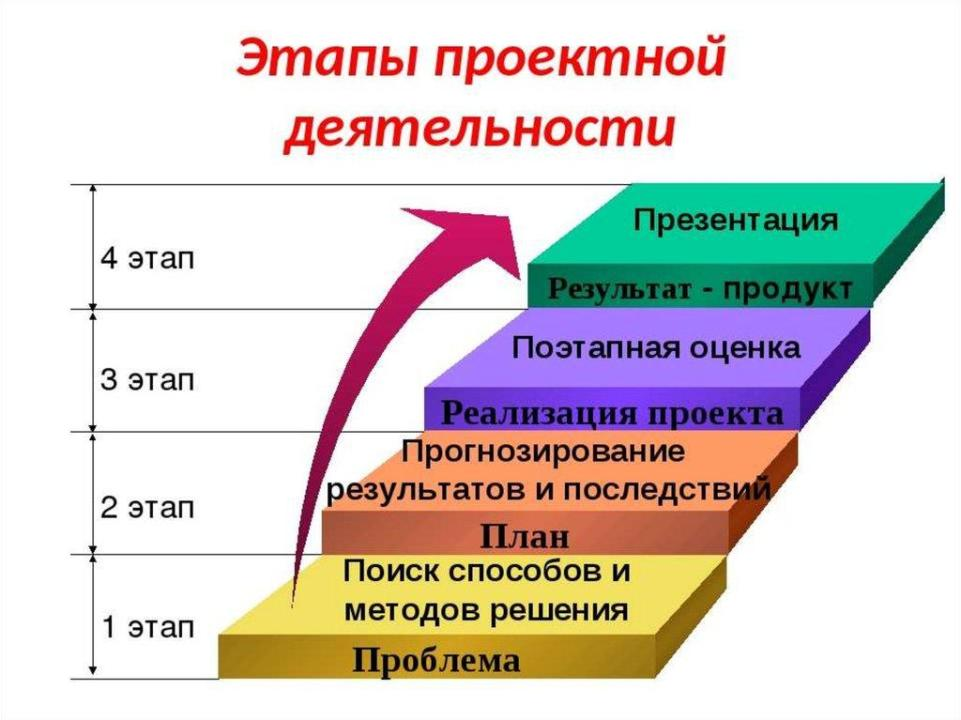 Этапы проектной
деятельности
4 этап
Презентация
Результат - продукт
3 этап
Поэтапная оценка
Реализация проекта
2 этап
Прогнозирование
результатов и последствий
План
1 этап
Поиск способов и
методов решения
Проблема